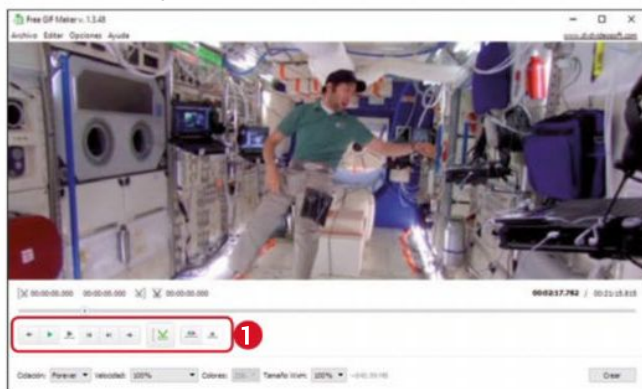 Free GIF Maker v. 1.3.48
Archivo Editar Opciones Ayuda
www.dvdvideosoft.com
00:00:00.000 00:00:00.000 00:00:00.000 00:02:17.762 / 00:21:15.815
1
Forever Velocidad: 100% Colores: Tamaño 100% Crear